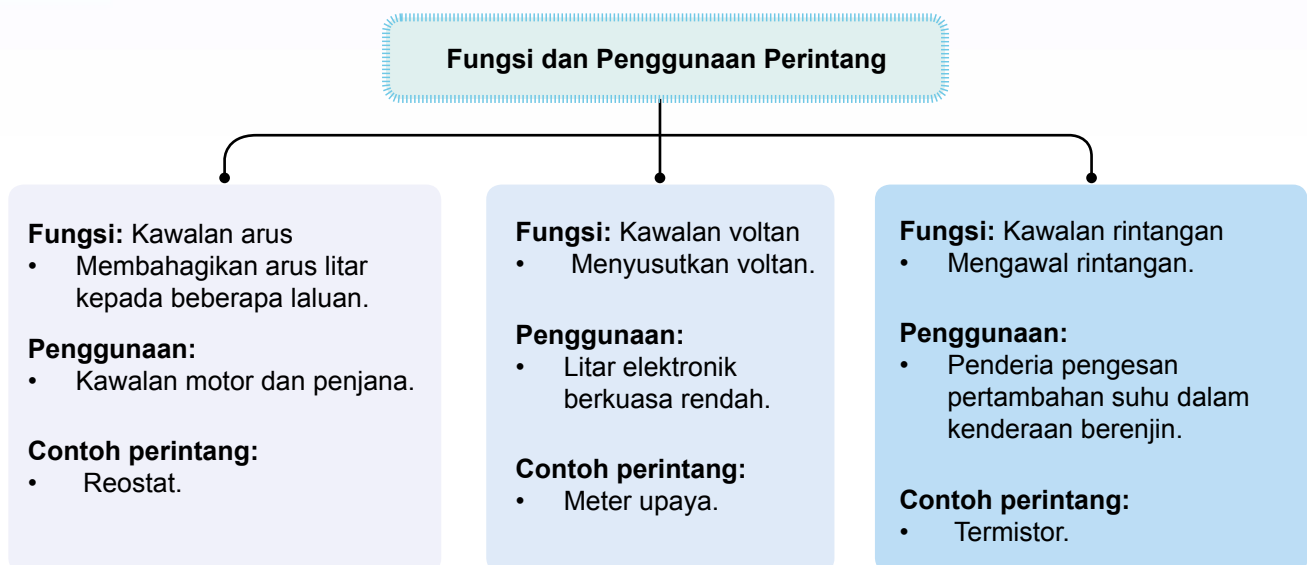 Fungsi dan Penggunaan Perintang
Fungsi: Kawalan arus
• Membahagikan arus litar
kepada beberapa laluan.
Penggunaan:
• Kawalan motor dan penjana.
Contoh perintang:
• Reostat.
Fungsi: Kawalan voltan
• Menyusutkan voltan.
Penggunaan:
• Litar elektronik
berkuasa rendah.
Contoh perintang:
• Meter upaya.
Fungsi: Kawalan rintangan
• Mengawal rintangan.
Penggunaan:
• Penderia pengesan
pertambahan suhu dalam
kenderaan berenjin.
Contoh perintang:
• Termistor.